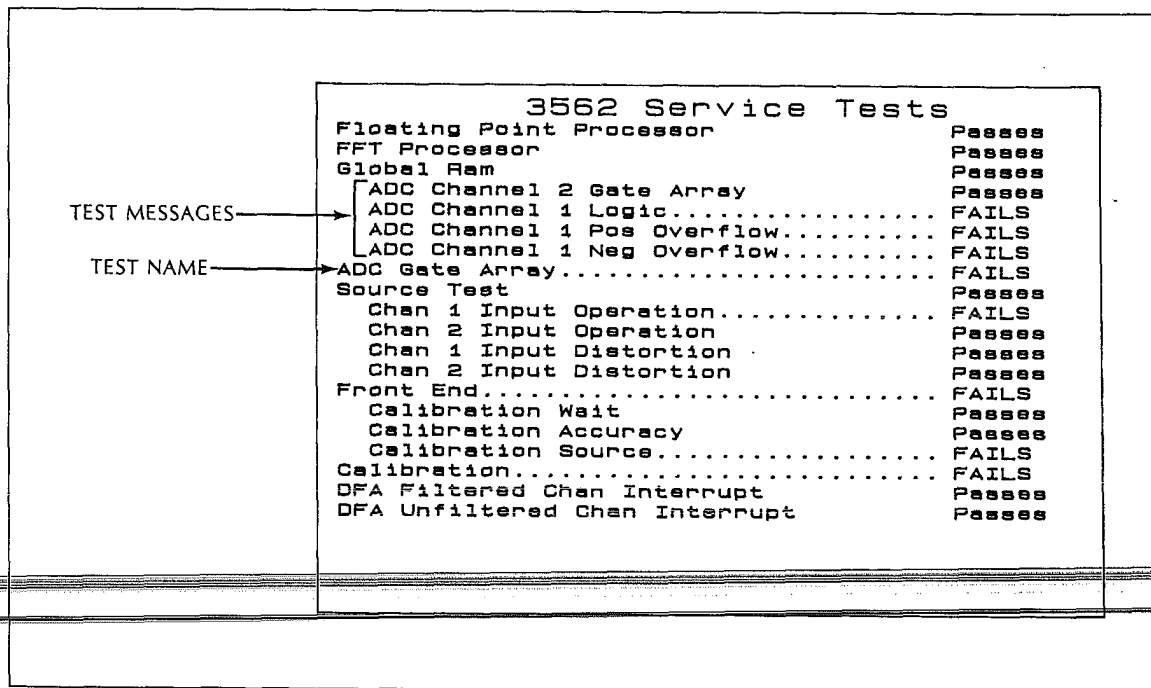 3562 Service Tests
Floating Point Processor Passes
FFT Processor Passes
Global Ram Passes
ADC Channel 2 Gate Array Passes
TEST MESSAGES ADC Channel 1 Logic................ FAILS
ADC Channel 1 Pos Overflow.......... FAILS
ADC Channel 1 Neg Overflow.......... FAILS
TEST NAME ADC Gate Array....................... FAILS
Source Test Passes
Chan 1 Input Operation.............. FAILS
Chan 2 Input Operation Passes
Chan 1 Input Distortion Passes
Chan 2 Input Distortion Passes
Front End............................ FAILS
Calibration Wait Passes
Calibration Accuracy Passes
Calibration Source................. FAILS
Calibration.......................... FAILS
DFA Filtered Chan Interrupt Passes
DFA Unfiltered Chan Interrupt Passes